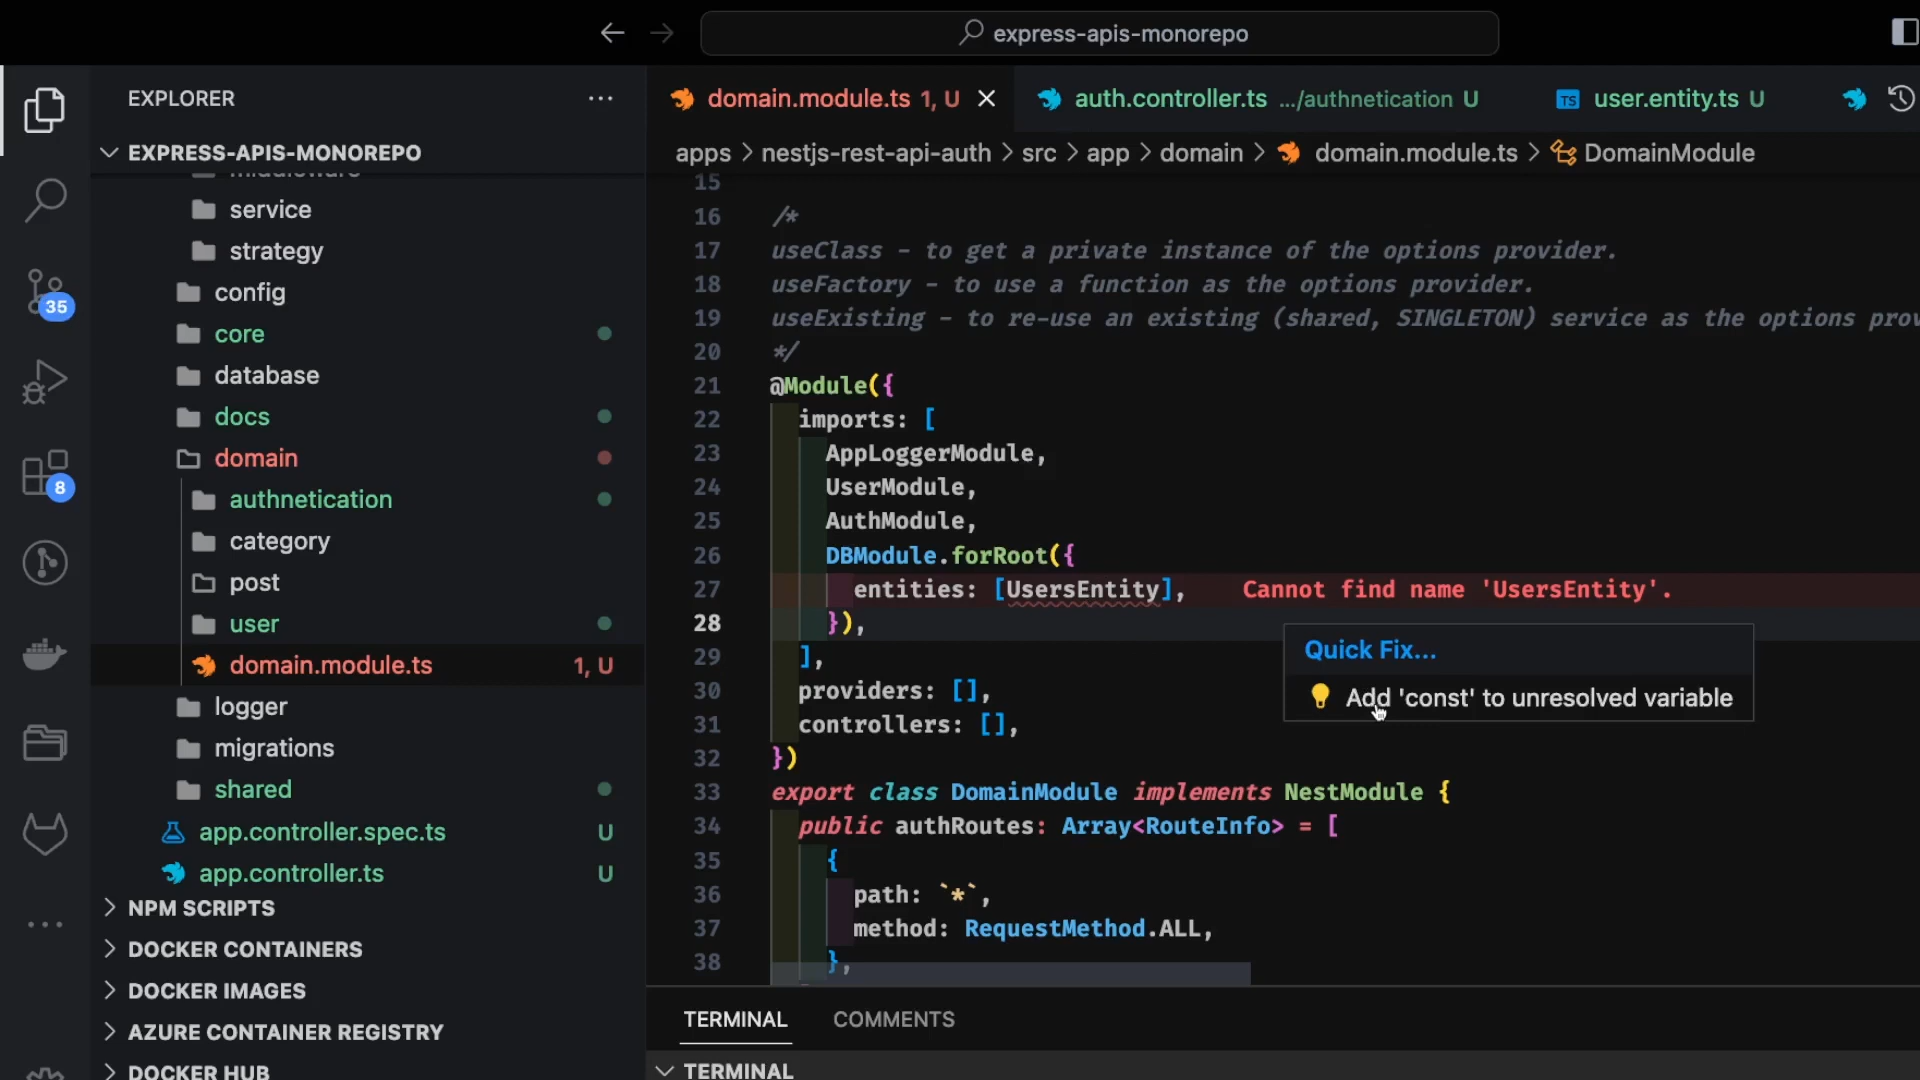 express-apis-monorepo
EXPLORER
EXPRESS-APIS-MONOREPO
middleware
service
strategy
config
core
database
docs
domain
authnetication
category
post
user
domain.module.ts 1, U
logger
migrations
shared
app.controller.spec.ts U
app.controller.ts U
NPM SCRIPTS
DOCKER CONTAINERS
DOCKER IMAGES
AZURE CONTAINER REGISTRY
DOCKER HUB
35
8
domain.module.ts 1, U
auth.controller.ts .../authnetication U
TS user.entity.ts U
apps > nestjs-rest-api-auth > src > app > domain > domain.module.ts > DomainModule
15
16 /*
17 useClass - to get a private instance of the options provider.
18 useFactory - to use a function as the options provider.
19 useExisting - to re-use an existing (shared, SINGLETON) service as the options prov
20 */
21 @Module({
22 imports: [
23 AppLoggerModule,
24 UserModule,
25 AuthModule,
26 DBModule.forRoot({
27 entities: [UsersEntity], Cannot find name 'UsersEntity'.
28 }),
29 ],
30 providers: [],
31 controllers: [],
32 })
33 export class DomainModule implements NestModule {
34 public authRoutes: Array<RouteInfo> = [
35 {
36 path: `*`,
37 method: RequestMethod.ALL,
38 },
Quick Fix...
Add 'const' to unresolved variable
TERMINAL COMMENTS
TERMINAL